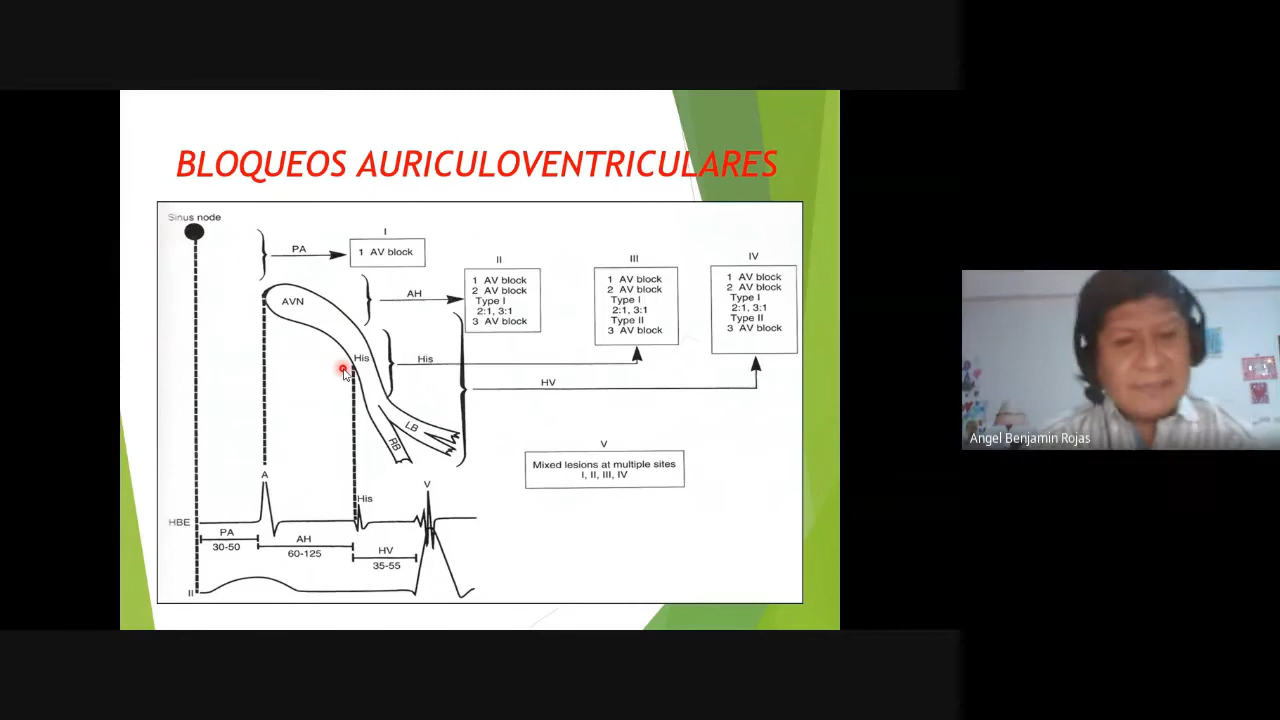 BLOQUEOS AURICULOVENTRICULARES
Sinus node
PA
I
1 AV block
AVN
AH
II
1 AV block
2 AV block
Type I
2:1, 3:1
3 AV block
His
His
III
1 AV block
2 AV block
Type I
2:1, 3:1
Type II
3 AV block
HV
IV
1 AV block
2 AV block
Type I
2:1, 3:1
Type II
3 AV block
LB
RB
V
Mixed lesions at multiple sites
I, II, III, IV
A
His
V
HBE
PA
30-50
AH
60-125
HV
35-55
II
Angel Benjamin Rojas